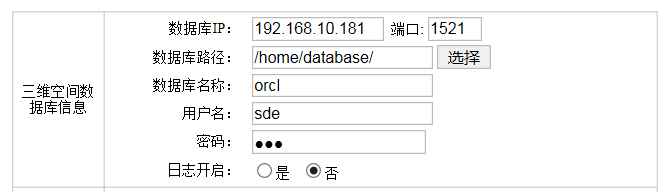 三维空间数
据库信息
数据库IP： 192.168.10.181 端口: 1521
数据库路径： /home/database/ 选择
数据库名称： orcl
用户名： sde
密码： ●●●
日志开启： 是 否